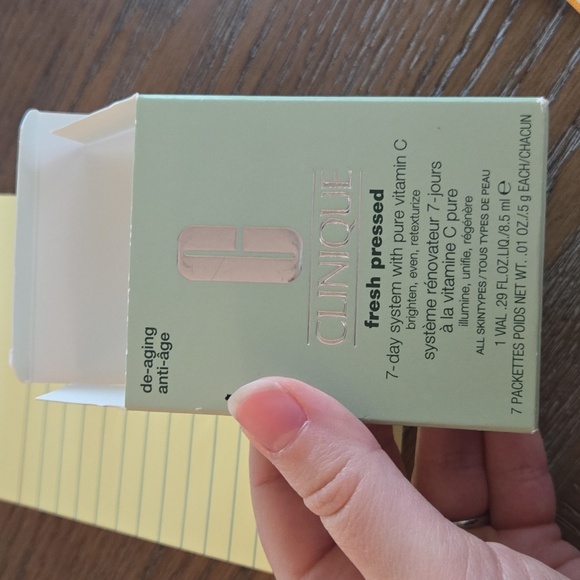 de-aging
anti-âge
CLINIQUE
fresh pressed
7-day system with pure vitamin C
brighten, even, retexturize
système rénovateur 7-jours
à la vitamine C pure
illumine, unifie, régénère
ALL SKINTYPES/TOUS TYPES DE PEAU
1 VIAL .29 FL.OZ.LIQ./8.5 ml ℮
7 PACKETTES POIDS NET WT. .01 OZ./.5 g EACH/CHACUN